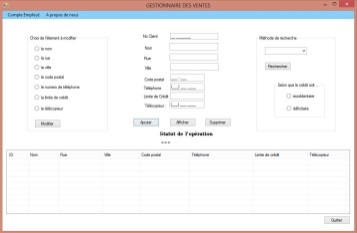 GESTIONNAIRE DES VENTES
Compte Employé A propos de nous
Choix de l'élément à modifier
le nom
la rue
la ville
le code postal
le numero de téléphone
la limite de crédit
le télécopieur
Modifier
No Client
Nom
Rue
Ville
Code postal
Téléphone
Limite de Crédit
Télécopieur
Méthode de recherche
Rechercher
Selon que le crédit soit ...
excédentaire
déficitaire
Ajouter Afficher Supprimer
Statut de l'opération
***
ID Nom Rue Ville Code postal Téléphone Limite de crédit Télécopieur
Quitter